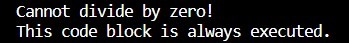 Cannot divide by zero!
This code block is always executed.